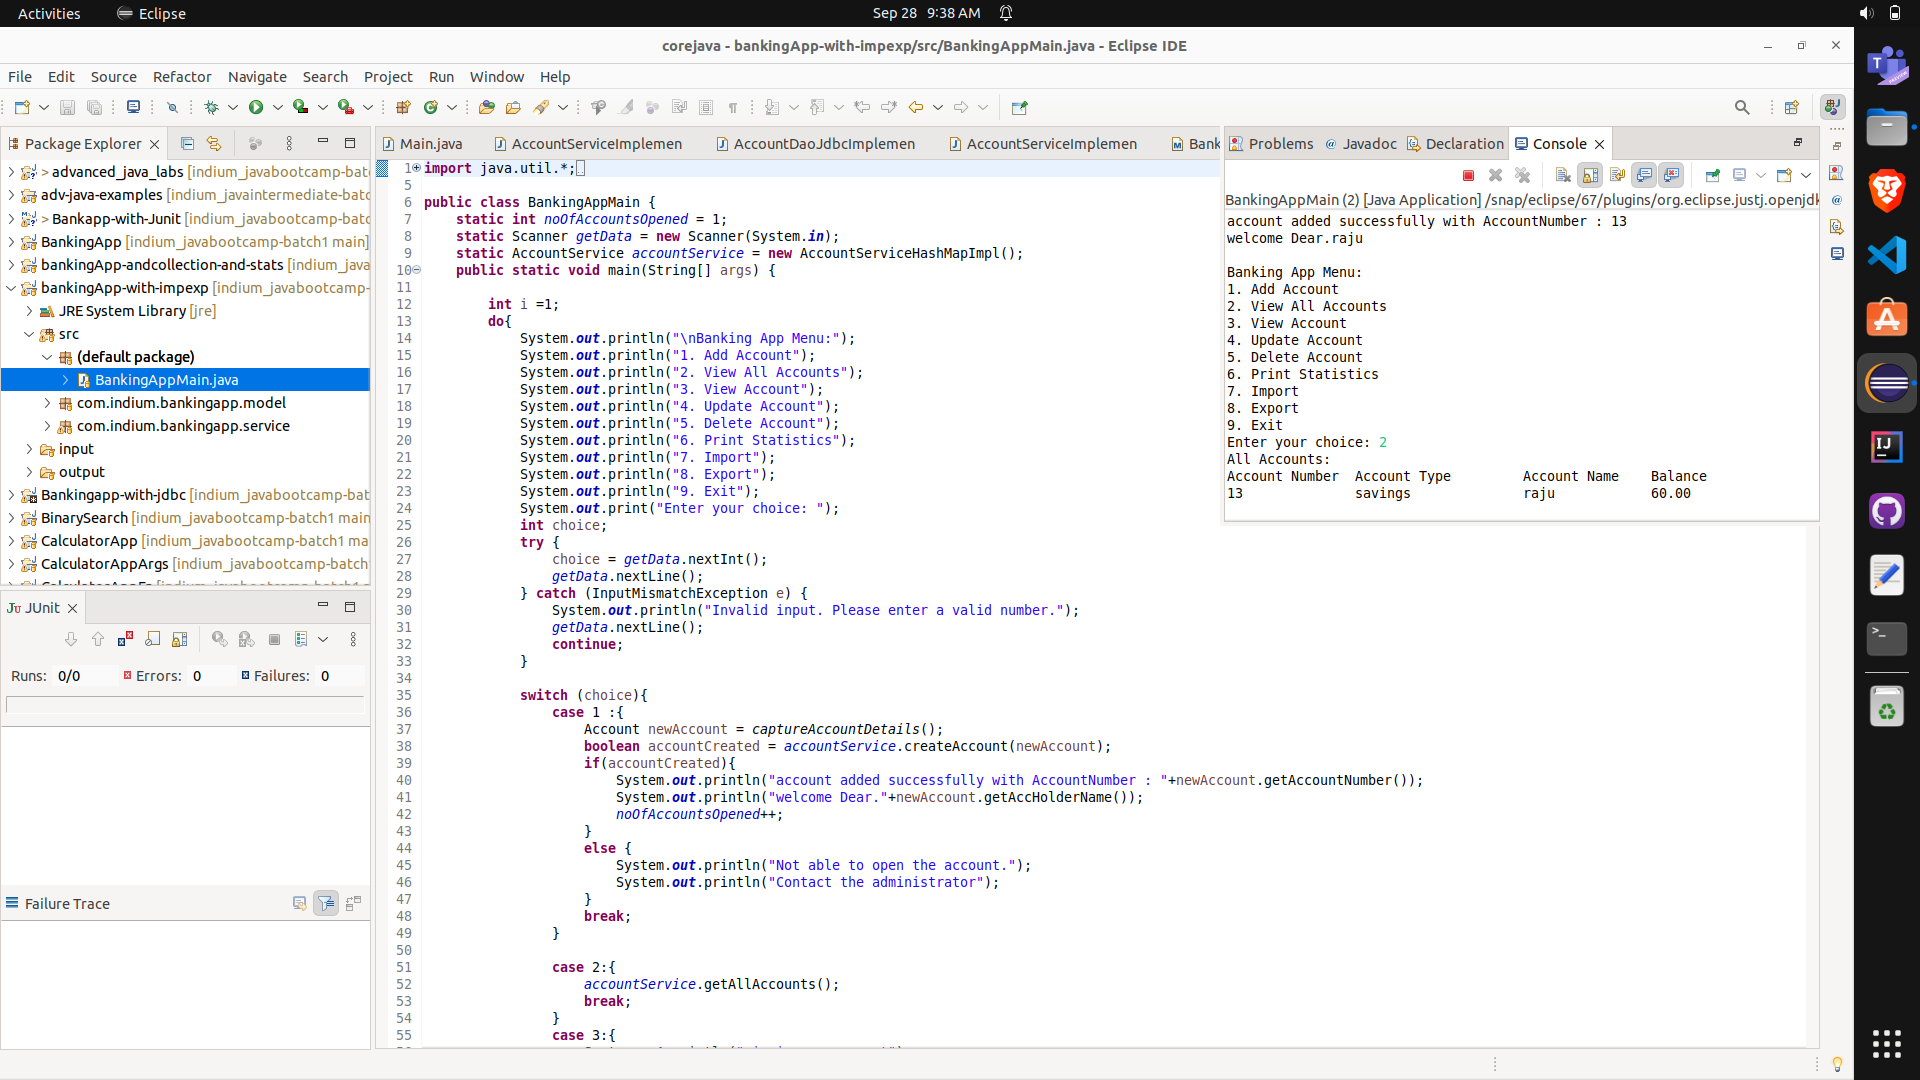 Activities
Eclipse
Sep 28 9:38 AM
corejava - bankingApp-with-impexp/src/BankingAppMain.java - Eclipse IDE
File Edit Source Refactor Navigate Search Project Run Window Help
Package Explorer
> advanced_java_labs [indium_javabootcamp-batc
adv-java-examples [indium_javaintermediate-batc
> Bankapp-with-Junit [indium_javabootcamp-batc
BankingApp [indium_javabootcamp-batch1 main]
bankingApp-andcollection-and-stats [indium_java
bankingApp-with-impexp [indium_javabootcamp-
JRE System Library [jre]
src
(default package)
BankingAppMain.java
com.indium.bankingapp.model
com.indium.bankingapp.service
input
output
Bankingapp-with-jdbc [indium_javabootcamp-bat
BinarySearch [indium_javabootcamp-batch1 main
CalculatorApp [indium_javabootcamp-batch1 ma
CalculatorAppArgs [indium_javabootcamp-batch
JUnit
Runs: 0/0 Errors: 0 Failures: 0
Failure Trace
Main.java AccountServiceImplemen AccountDaoJdbcImplemen AccountServiceImplemen Bank
1 import java.util.*;
5
6 public class BankingAppMain {
7 static int noOfAccountsOpened = 1;
8 static Scanner getData = new Scanner(System.in);
9 static AccountService accountService = new AccountServiceHashMapImpl();
10 public static void main(String[] args) {
11
12 int i =1;
13 do{
14 System.out.println("\nBanking App Menu:");
15 System.out.println("1. Add Account");
16 System.out.println("2. View All Accounts");
17 System.out.println("3. View Account");
18 System.out.println("4. Update Account");
19 System.out.println("5. Delete Account");
20 System.out.println("6. Print Statistics");
21 System.out.println("7. Import");
22 System.out.println("8. Export");
23 System.out.println("9. Exit");
24 System.out.print("Enter your choice: ");
25 int choice;
26 try {
27 choice = getData.nextInt();
28 getData.nextLine();
29 } catch (InputMismatchException e) {
30 System.out.println("Invalid input. Please enter a valid number.");
31 getData.nextLine();
32 continue;
33 }
34
35 switch (choice){
36 case 1 :{
37 Account newAccount = captureAccountDetails();
38 boolean accountCreated = accountService.createAccount(newAccount);
39 if(accountCreated){
40 System.out.println("account added successfully with AccountNumber : "+newAccount.getAccountNumber());
41 System.out.println("welcome Dear."+newAccount.getAccHolderName());
42 noOfAccountsOpened++;
43 }
44 else {
45 System.out.println("Not able to open the account.");
46 System.out.println("Contact the administrator");
47 }
48 break;
49 }
50
51 case 2:{
52 accountService.getAllAccounts();
53 break;
54 }
55 case 3:{
Problems Javadoc Declaration Console
BankingAppMain (2) [Java Application] /snap/eclipse/67/plugins/org.eclipse.justj.openjdk
account added successfully with AccountNumber : 13
welcome Dear.raju
Banking App Menu:
1. Add Account
2. View All Accounts
3. View Account
4. Update Account
5. Delete Account
6. Print Statistics
7. Import
8. Export
9. Exit
Enter your choice: 2
All Accounts:
Account Number Account Type Account Name Balance
13 savings raju 60.00